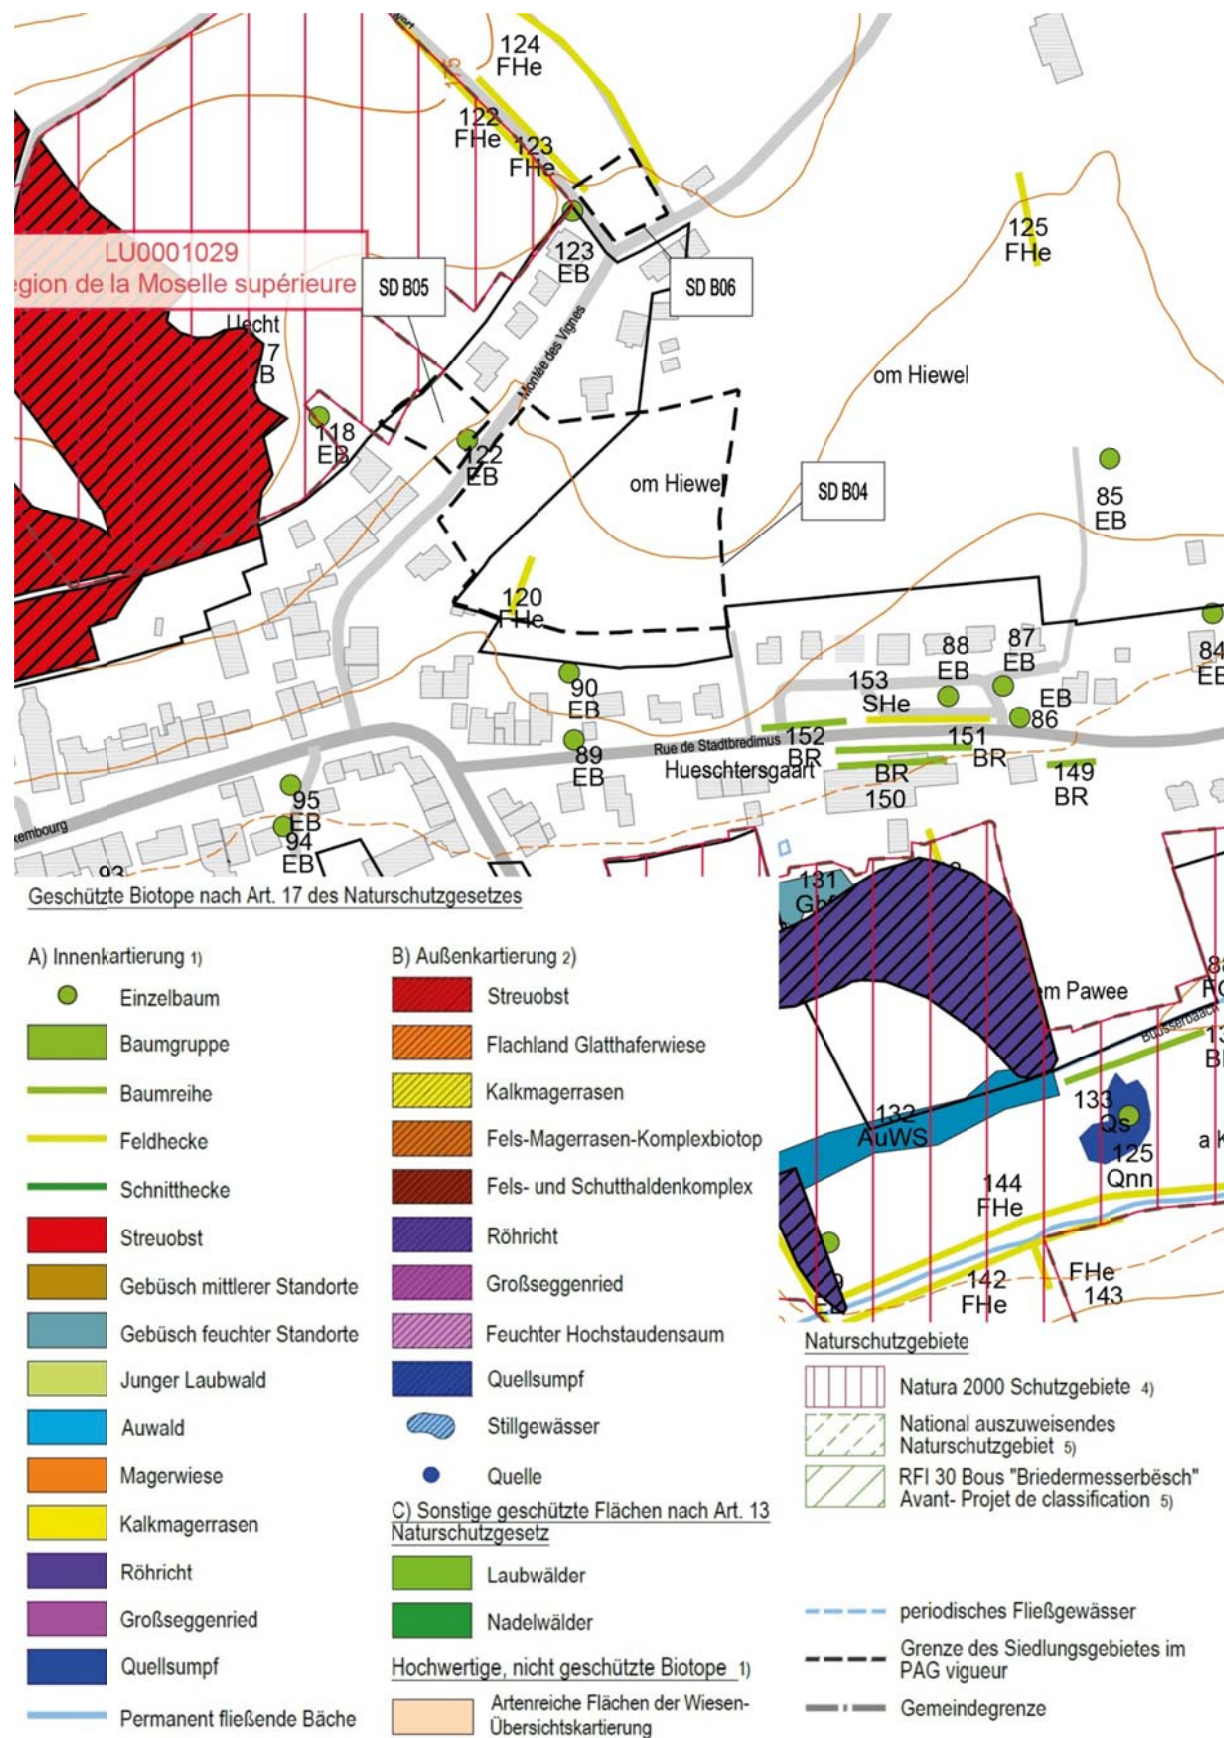 124
FHe
175
122
FHe
123
FHe
125
FHe
LU0001029
egion de la Moselle supérieure
123
EB
SD B05
SD B06
Uecht
7
B
Montée des Vignes
om Hiewel
118
EB
122
EB
om Hiewel
SD B04
85
EB
120
FHe
88
EB
87
EB
84
EB
90
EB
153
SHe
EB
86
89
EB
Rue de Stadtbredimus
152
BR
151
BR
Hueschtersgaart
BR
150
149
BR
95
EB
94
EB
xembourg
93
Geschützte Biotope nach Art. 17 des Naturschutzgesetzes
A) Innenkartierung 1)
Einzelbaum
Baumgruppe
Baumreihe
Feldhecke
Schnitthecke
Streuobst
Gebüsch mittlerer Standorte
Gebüsch feuchter Standorte
Junger Laubwald
Auwald
Magerwiese
Kalkmagerrasen
Röhricht
Großseggenried
Quellsumpf
Permanent fließende Bäche
B) Außenkartierung 2)
Streuobst
Flachland Glatthaferwiese
Kalkmagerrasen
Fels-Magerrasen-Komplexbiotop
Fels- und Schutthaldenkomplex
Röhricht
Großseggenried
Feuchter Hochstaudensaum
Quellsumpf
Stillgewässer
Quelle
C) Sonstige geschützte Flächen nach Art. 13
Naturschutzgesetz
Laubwälder
Nadelwälder
Hochwertige, nicht geschützte Biotope 1)
Artenreiche Flächen der Wiesen-
Übersichtskartierung
131
em Pawee
132
AuWS
133
Qs
125
Qnn
144
FHe
142
FHe
FHe
143
Naturschutzgebiete
Natura 2000 Schutzgebiete 4)
National auszuweisendes
Naturschutzgebiet 5)
RFI 30 Bous "Briedermesserbësch"
Avant- Projet de classification 5)
periodisches Fließgewässer
Grenze des Siedlungsgebietes im
PAG vigueur
Gemeindegrenze